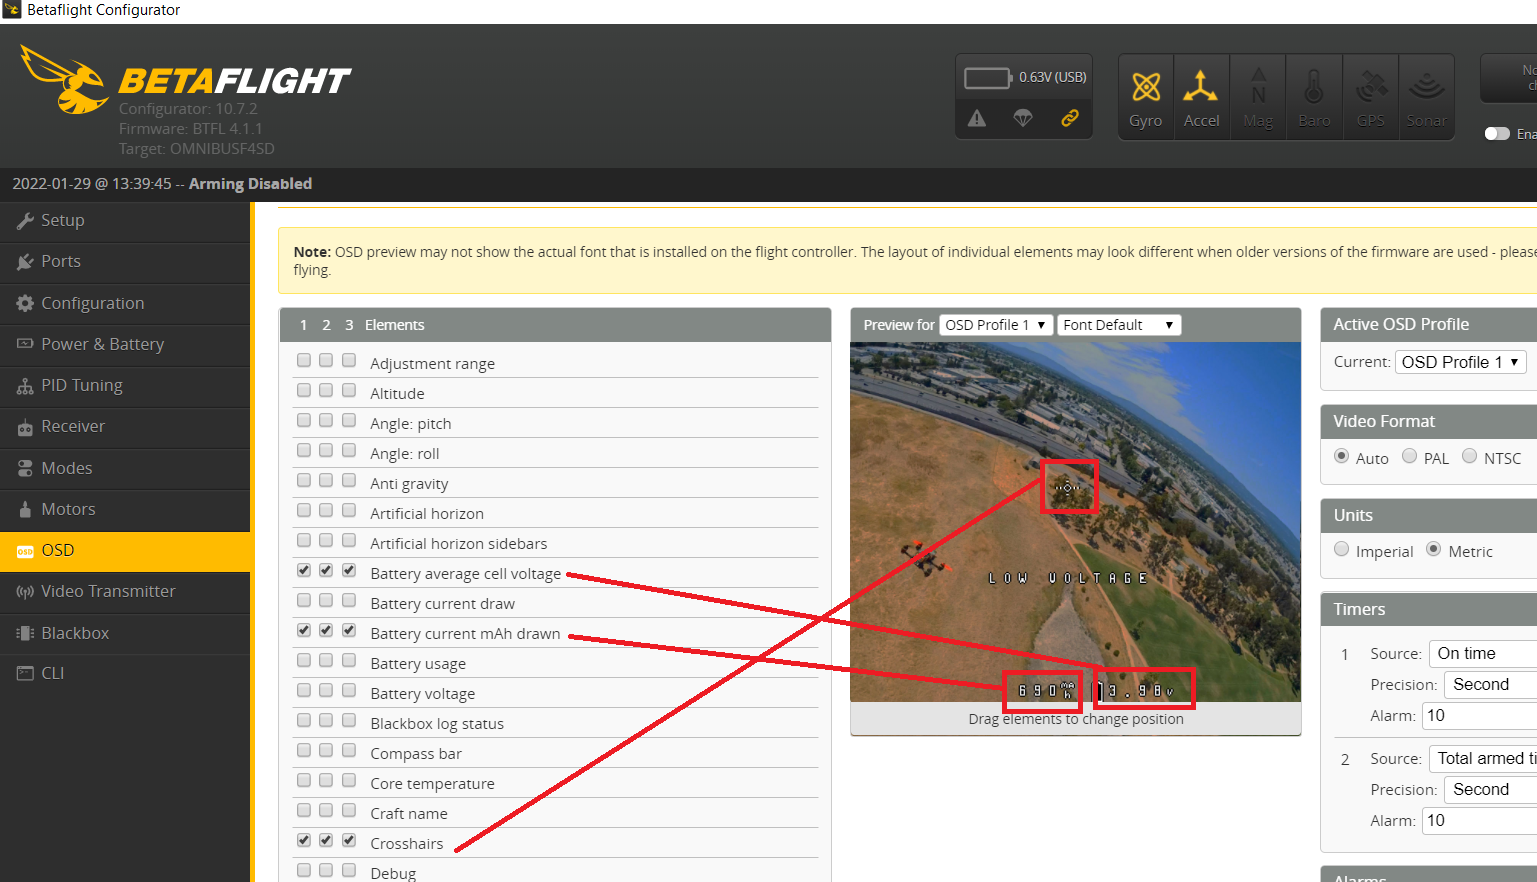 Betaflight Configurator
BETAFLIGHT
Configurator: 10.7.2
Firmware: BTFL 4.1.1
Target: OMNIBUSF4SD
0.63V (USB)
Gyro
Accel
Mag
Baro
GPS
Sonar
2022-01-29 @ 13:39:45 -- Arming Disabled
Setup
Ports
Configuration
Power & Battery
PID Tuning
Receiver
Modes
Motors
OSD OSD
Video Transmitter
Blackbox
CLI
Note: OSD preview may not show the actual font that is installed on the flight controller. The layout of individual elements may look different when older versions of the firmware are used - please
flying.
1 2 3 Elements
Adjustment range
Altitude
Angle: pitch
Angle: roll
Anti gravity
Artificial horizon
Artificial horizon sidebars
Battery average cell voltage
Battery current draw
Battery current mAh drawn
Battery usage
Battery voltage
Blackbox log status
Compass bar
Core temperature
Craft name
Crosshairs
Debug
Preview for OSD Profile 1 Font Default
LOW VOLTAGE
690mAh 3.98v
Drag elements to change position
Active OSD Profile
Current: OSD Profile 1
Video Format
Auto PAL NTSC
Units
Imperial Metric
Timers
1 Source: On time
Precision: Second
Alarm: 10
2 Source: Total armed ti
Precision: Second
Alarm: 10
Alarms